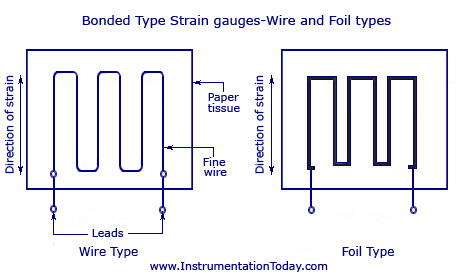 Bonded Type Strain gauges-Wire and Foil types
Direction of strain
Paper
tissue
Fine
wire
Leads
Wire Type
Direction of strain
Foil Type
www.InstrumentationToday.com